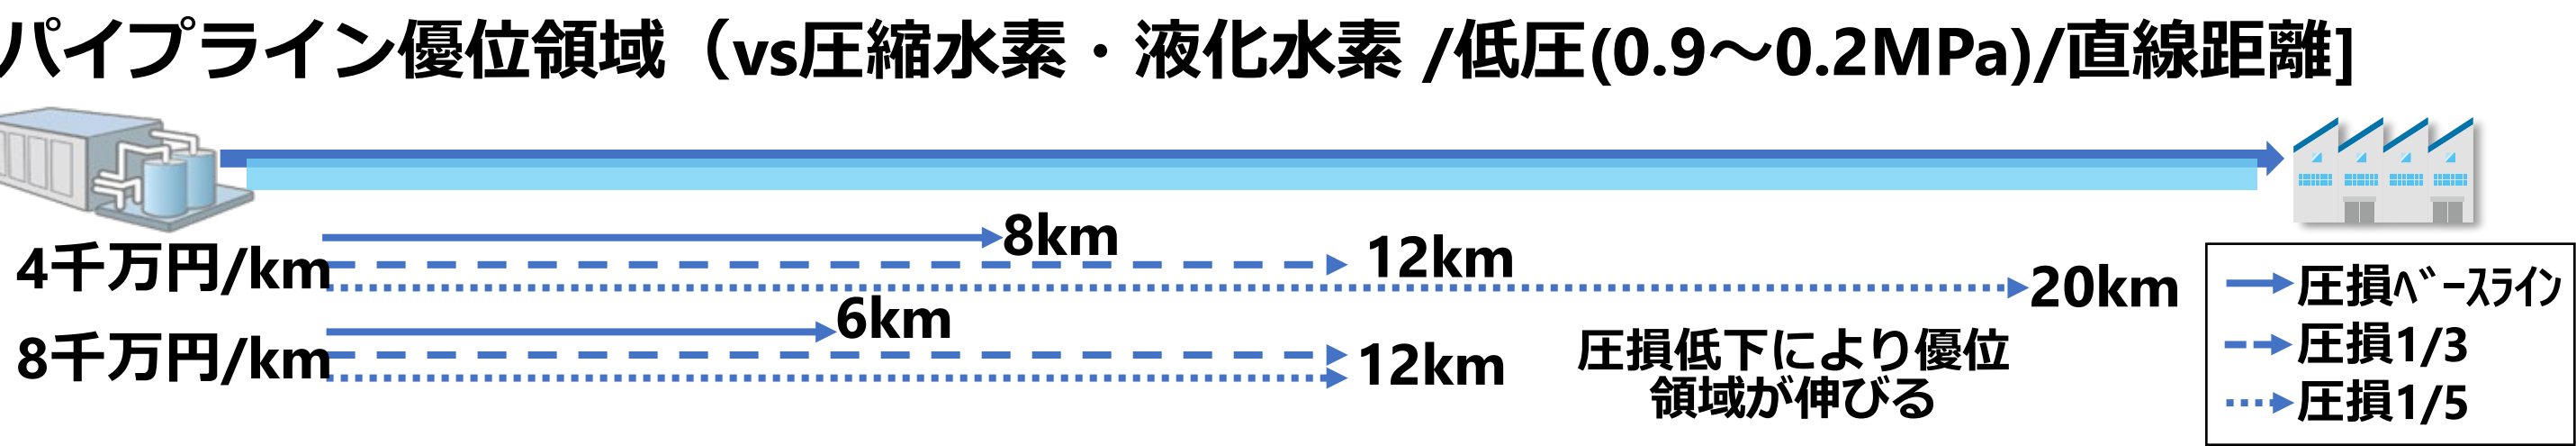 パイプライン優位領域（vs圧縮水素・液化水素 /低圧(0.9～0.2MPa)/直線距離]
4千万円/km
8km
12km
20km
8千万円/km
6km
12km
圧損低下により優位
領域が伸びる
圧損ﾍﾞｰｽﾗｲﾝ
圧損1/3
圧損1/5